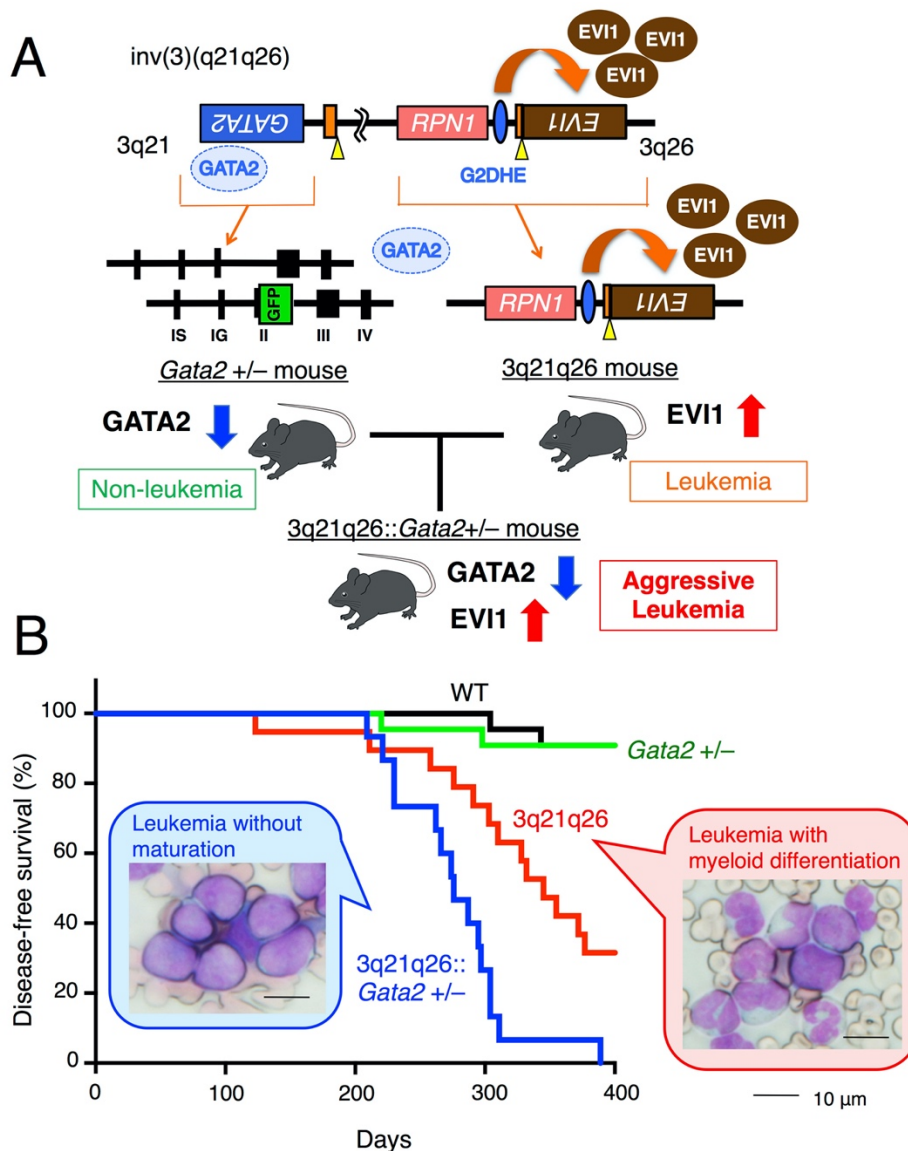 A
inv(3)(q21q26)
EVI1
EVI1
EVI1
GATA2
RPN1
EVI1
3q21
3q26
GATA2
G2DHE
GATA2
EVI1
EVI1
EVI1
GFP
RPN1
EVI1
IS IG II III IV
Gata2 +/– mouse
3q21q26 mouse
GATA2
EVI1
Non-leukemia
Leukemia
3q21q26::Gata2+/– mouse
GATA2
EVI1
Aggressive
Leukemia
B
WT
Gata2 +/–
3q21q26
Leukemia without
maturation
Leukemia with
myeloid differentiation
3q21q26::
Gata2 +/–
Disease-free survival (%)
100
80
60
40
20
0
0 100 200 300 400
Days
10 µm